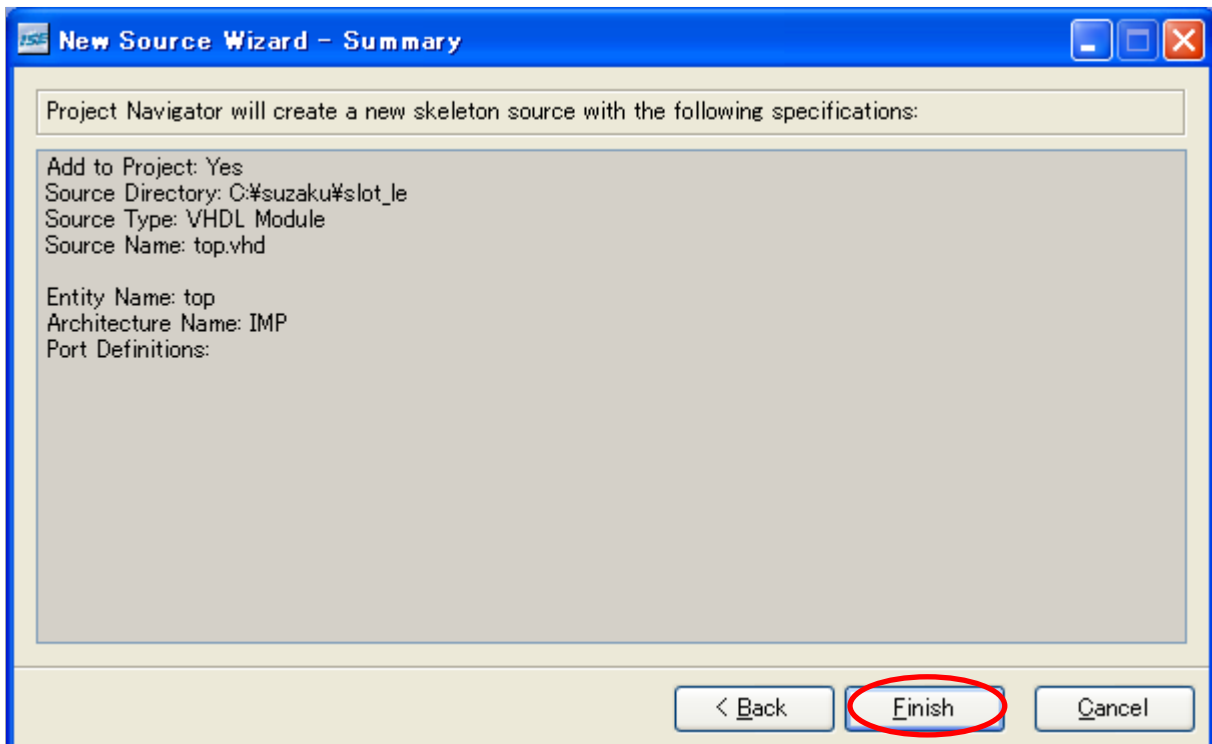 ISE New Source Wizard - Summary
Project Navigator will create a new skeleton source with the following specifications:
Add to Project: Yes
Source Directory: C:¥suzaku¥slot_le
Source Type: VHDL Module
Source Name: top.vhd
Entity Name: top
Architecture Name: IMP
Port Definitions:
< Back Finish Cancel